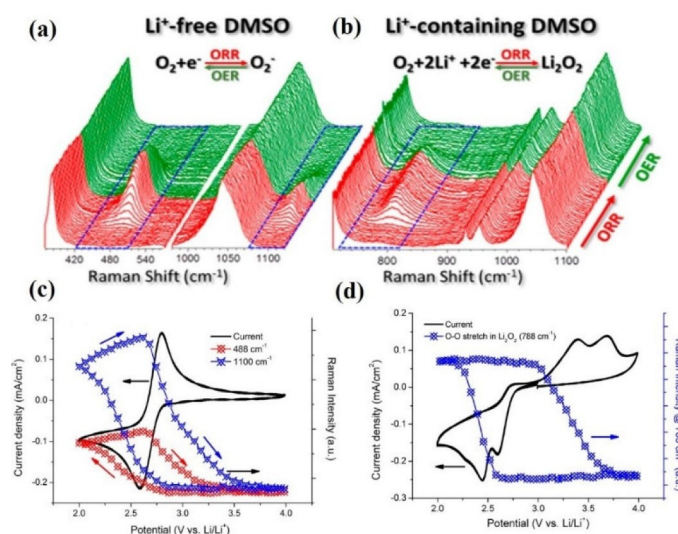 (a) Li⁺-free DMSO
O₂+e⁻ ORR OER O₂⁻
420 480 540 1000 1050 1100
Raman Shift (cm⁻¹)
(b) Li⁺-containing DMSO
O₂+2Li⁺ +2e⁻ ORR OER Li₂O₂
800 900 1000 1100
Raman Shift (cm⁻¹)
OER
ORR
(c)
Current
488 cm⁻¹
1100 cm⁻¹
0.2
0.1
0.0
-0.1
-0.2
Current density (mA/cm²)
Raman Intensity (a.u.)
2.0 2.5 3.0 3.5 4.0
Potential (V vs. Li/Li⁺)
(d)
Current
O-O stretch in Li₂O₂ (788 cm⁻¹)
0.2
0.1
0.0
-0.1
-0.2
-0.3
Current density (mA/cm²)
2.0 2.5 3.0 3.5 4.0
Potential (V vs. Li/Li⁺)